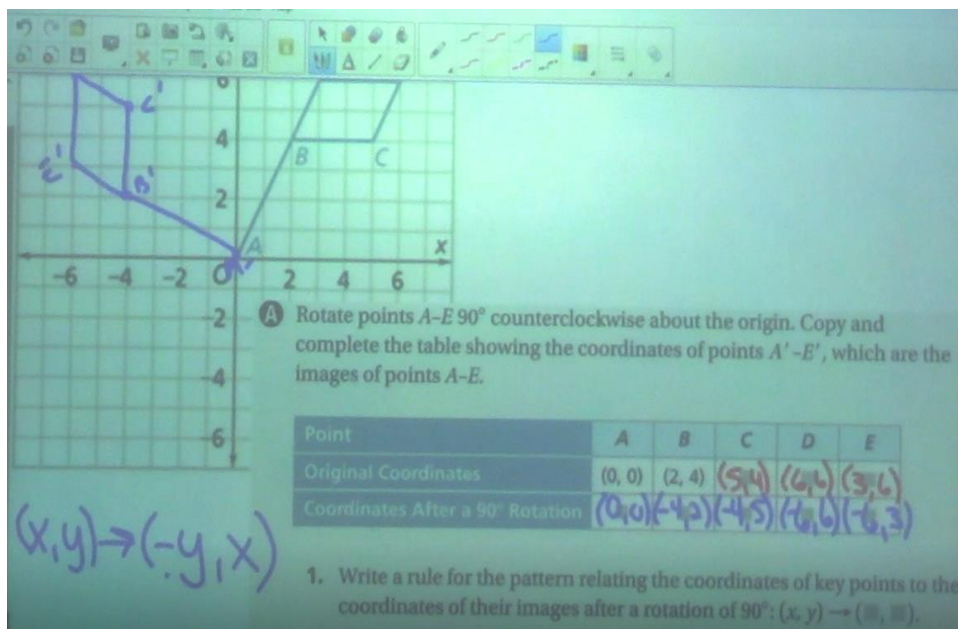 C'
6
4
B
C
E'
B'
2
A
x
-6 -4 -2 O A' 2 4 6
-2
A Rotate points A–E 90° counterclockwise about the origin. Copy and
complete the table showing the coordinates of points A′–E′, which are the
images of points A–E.
-4
-6
Point A B C D E
Original Coordinates (0, 0) (2, 4) (5,4) (6,6) (3,6)
Coordinates After a 90° Rotation (0,0) (-4,2) (-4,5) (-6,6) (-6,3)
(x,y)→(-y,x)
1. Write a rule for the pattern relating the coordinates of key points to the
coordinates of their images after a rotation of 90°: (x, y) → (■, ■).